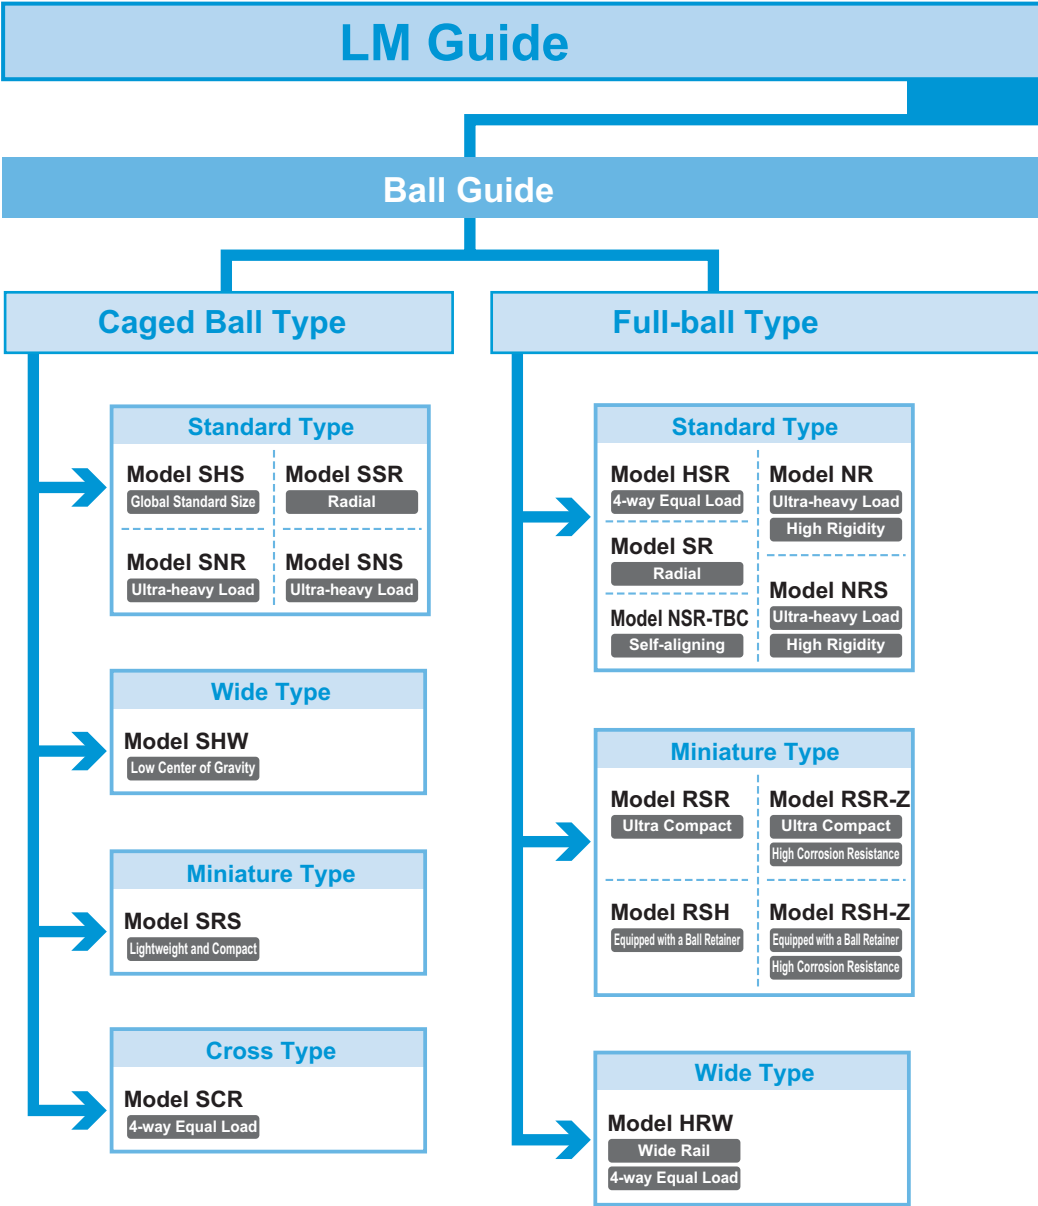 LM Guide
Ball Guide
Caged Ball Type
Standard Type
Model SHS
Global Standard Size
Model SSR
Radial
Model SNR
Ultra-heavy Load
Model SNS
Ultra-heavy Load
Wide Type
Model SHW
Low Center of Gravity
Miniature Type
Model SRS
Lightweight and Compact
Cross Type
Model SCR
4-way Equal Load
Full-ball Type
Standard Type
Model HSR
4-way Equal Load
Model SR
Radial
Model NSR-TBC
Self-aligning
Model NR
Ultra-heavy Load
High Rigidity
Model NRS
Ultra-heavy Load
High Rigidity
Miniature Type
Model RSR
Ultra Compact
Model RSR-Z
Ultra Compact
High Corrosion Resistance
Model RSH
Equipped with a Ball Retainer
Model RSH-Z
Equipped with a Ball Retainer
High Corrosion Resistance
Wide Type
Model HRW
Wide Rail
4-way Equal Load